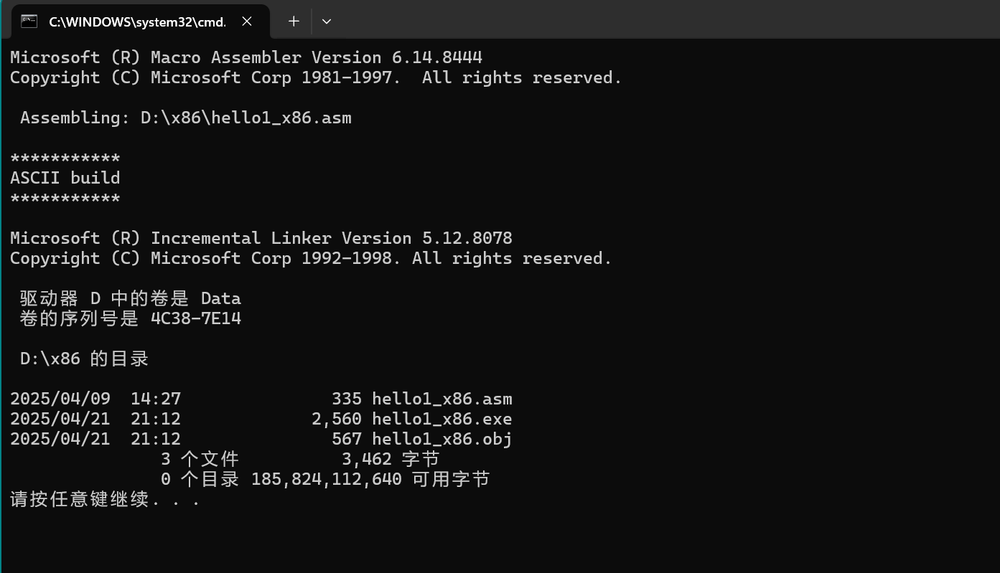 C:\WINDOWS\system32\cmd.
Microsoft (R) Macro Assembler Version 6.14.8444
Copyright (C) Microsoft Corp 1981-1997.  All rights reserved.
 Assembling: D:\x86\hello1_x86.asm
***********
ASCII build
***********
Microsoft (R) Incremental Linker Version 5.12.8078
Copyright (C) Microsoft Corp 1992-1998. All rights reserved.
 驱动器 D 中的卷是 Data
 卷的序列号是 4C38-7E14
 D:\x86 的目录
2025/04/09  14:27               335 hello1_x86.asm
2025/04/21  21:12             2,560 hello1_x86.exe
2025/04/21  21:12               567 hello1_x86.obj
               3 个文件          3,462 字节
               0 个目录 185,824,112,640 可用字节
请按任意键继续. . .